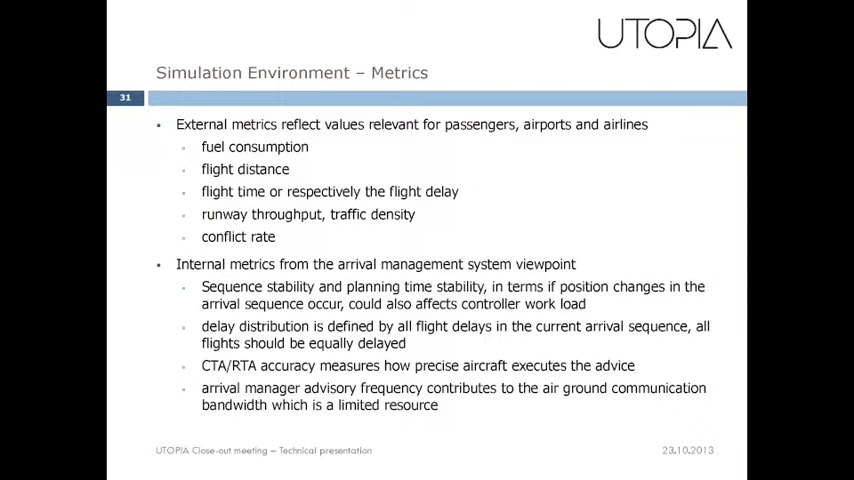 UTOPIA
Simulation Environment – Metrics
31
External metrics reflect values relevant for passengers, airports and airlines
fuel consumption
flight distance
flight time or respectively the flight delay
runway throughput, traffic density
conflict rate
Internal metrics from the arrival management system viewpoint
Sequence stability and planning time stability, in terms if position changes in the
arrival sequence occur, could also affects controller work load
delay distribution is defined by all flight delays in the current arrival sequence, all
flights should be equally delayed
CTA/RTA accuracy measures how precise aircraft executes the advice
arrival manager advisory frequency contributes to the air ground communication
bandwidth which is a limited resource
UTOPIA Close-out meeting – Technical presentation
23.10.2013